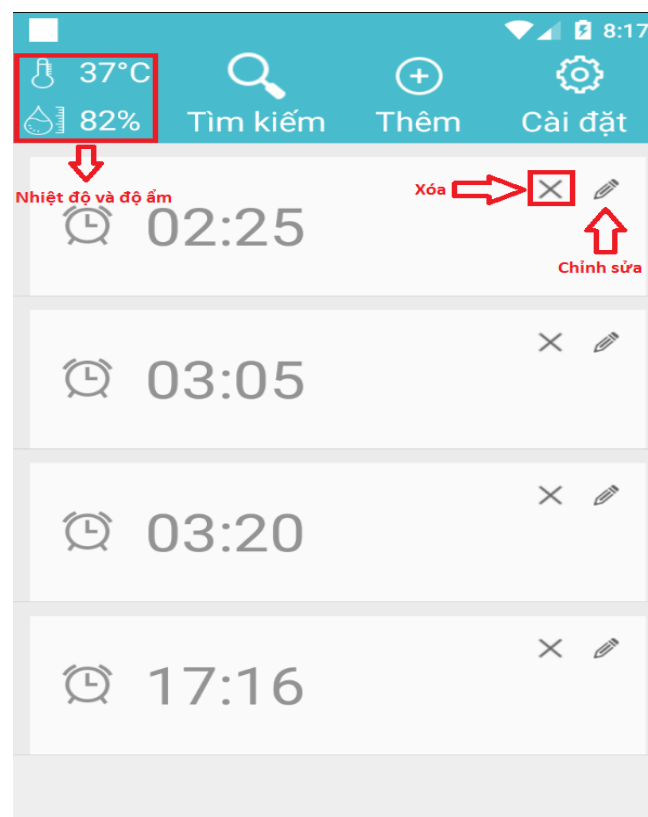 8:17
37°C
82%
Tìm kiếm
Thêm
Cài đặt
Nhiệt độ và độ ẩm
Xóa
02:25
Chỉnh sửa
03:05
03:20
17:16